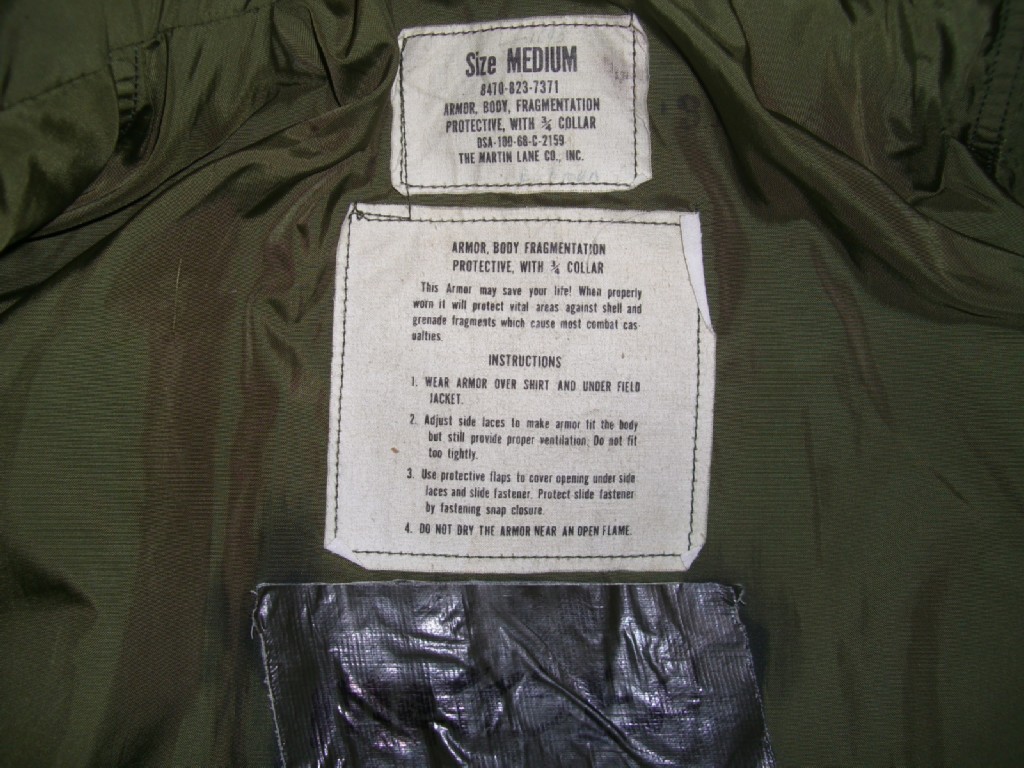 Size MEDIUM
8470-823-7371
ARMOR, BODY, FRAGMENTATION
PROTECTIVE, WITH ¾ COLLAR
DSA-100-68-C-2159
THE MARTIN LANE CO., INC.
ARMOR, BODY FRAGMENTATION
PROTECTIVE, WITH ¾ COLLAR
This Armor may save your life! When properly
worn it will protect vital areas against shell and
grenade fragments which cause most combat cas-
ualties.
INSTRUCTIONS
1. WEAR ARMOR OVER SHIRT AND UNDER FIELD
JACKET.
2. Adjust side laces to make armor fit the body
but still provide proper ventilation. Do not fit
too tightly.
3. Use protective flaps to cover opening under side
laces and slide fastener. Protect slide fastener
by fastening snap closure.
4. DO NOT DRY THE ARMOR NEAR AN OPEN FLAME.